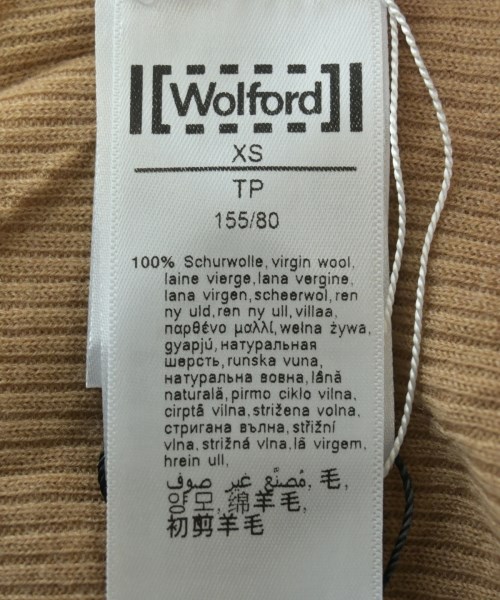 Wolford
XS
TP
155/80
100% Schurwolle, virgin wool,
laine vierge, lana vergine,
lana virgen, scheerwol, ren
ny uld, ren ny ull, villaa,
παρθένο μαλλί, wełna żywa,
gyapjú, натуральная
шерсть, runska vuna,
натуральна вовна, lână
naturală, pirmo ciklo vilna,
cirptā vilna, strižena volna,
стригана вълна, střižní
vlna, strižná vlna, lã virgem,
hrein ull,
مُصنّع غير صوف, 毛,
양모, 绵羊毛,
初剪羊毛